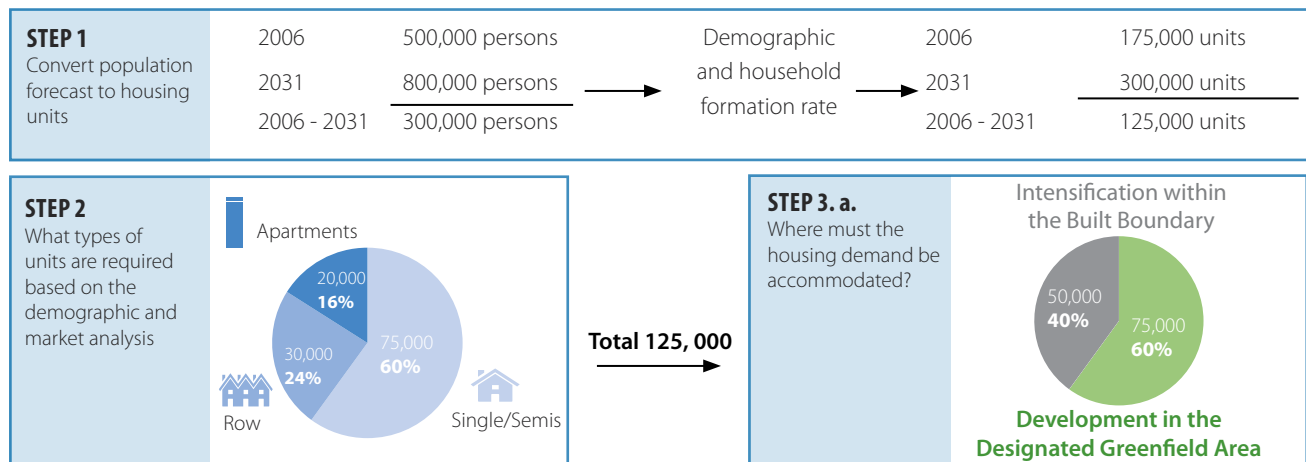 STEP 1
Convert population
forecast to housing
units
2006 500,000 persons
2031 800,000 persons
2006 - 2031 300,000 persons
Demographic
and household
formation rate
2006 175,000 units
2031 300,000 units
2006 - 2031 125,000 units
STEP 2
What types of
units are required
based on the
demographic and
market analysis
Apartments
20,000
16%
30,000
24%
75,000
60%
Row
Single/Semis
Total 125, 000
STEP 3. a.
Where must the
housing demand be
accommodated?
Intensification within
the Built Boundary
50,000
40%
75,000
60%
Development in the
Designated Greenfield Area